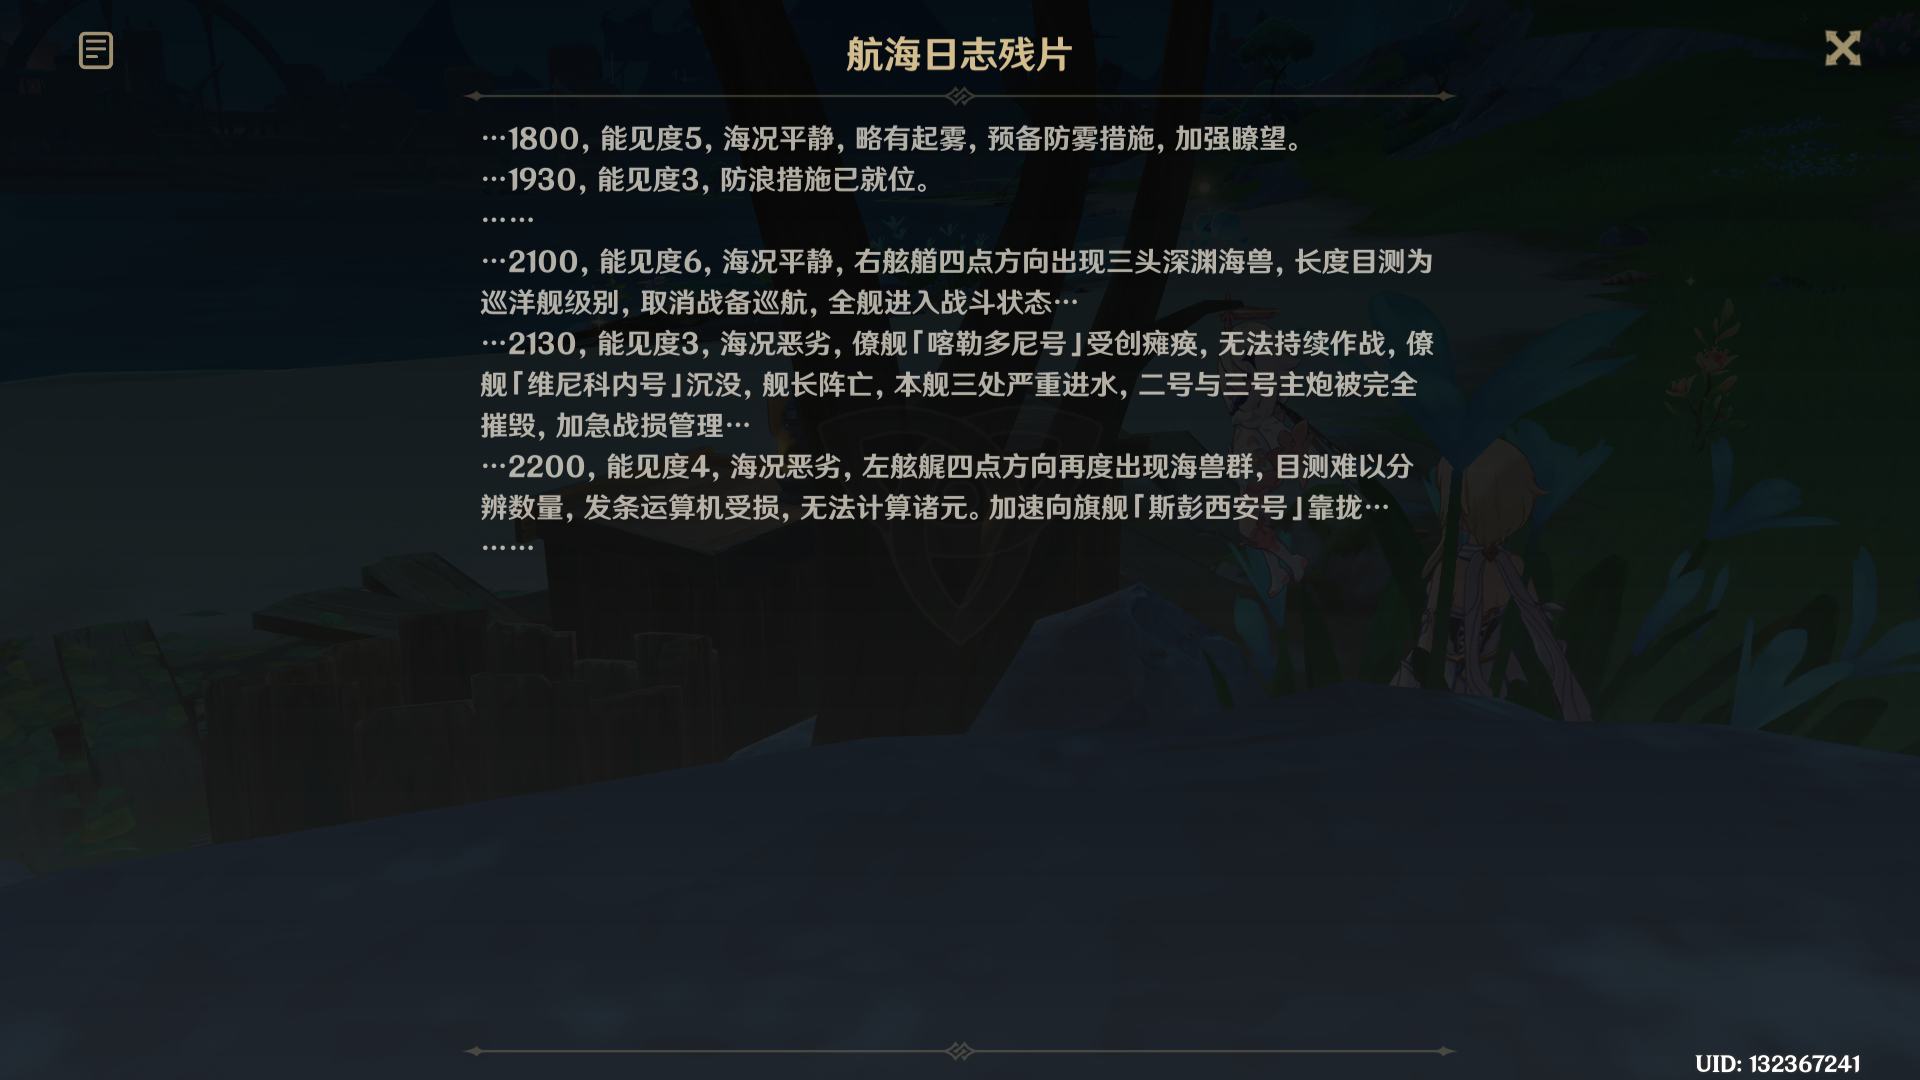 航海日志残片
…1800, 能见度5, 海况平静, 略有起雾, 预备防雾措施, 加强瞭望。
…1930, 能见度3, 防浪措施已就位。
……
…2100, 能见度6, 海况平静, 右舷艏四点方向出现三头深渊海兽, 长度目测为
巡洋舰级别, 取消战备巡航, 全舰进入战斗状态…
…2130, 能见度3, 海况恶劣, 僚舰「喀勒多尼号」受创瘫痪, 无法持续作战, 僚
舰「维尼科内号」沉没, 舰长阵亡, 本舰三处严重进水, 二号与三号主炮被完全
摧毁, 加急战损管理…
…2200, 能见度4, 海况恶劣, 左舷艉四点方向再度出现海兽群, 目测难以分
辨数量, 发条运算机受损, 无法计算诸元。加速向旗舰「斯彭西安号」靠拢…
……
UID: 132367241